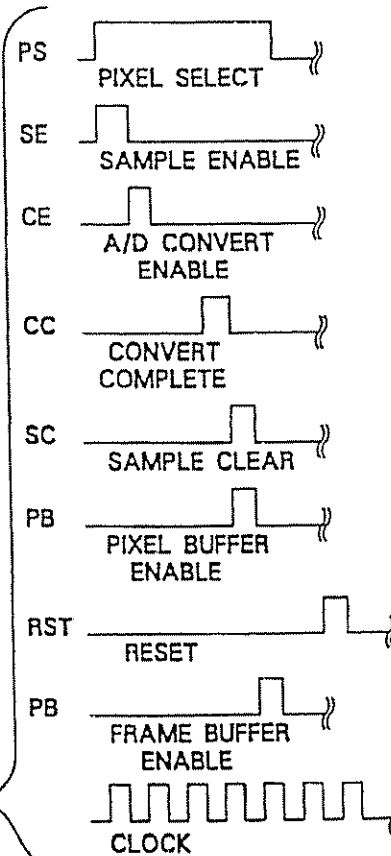 PS
PIXEL SELECT
SE
SAMPLE ENABLE
CE
A/D CONVERT
ENABLE
CC
CONVERT
COMPLETE
SC
SAMPLE CLEAR
PB
PIXEL BUFFER
ENABLE
RST
RESET
PB
FRAME BUFFER
ENABLE
CLOCK